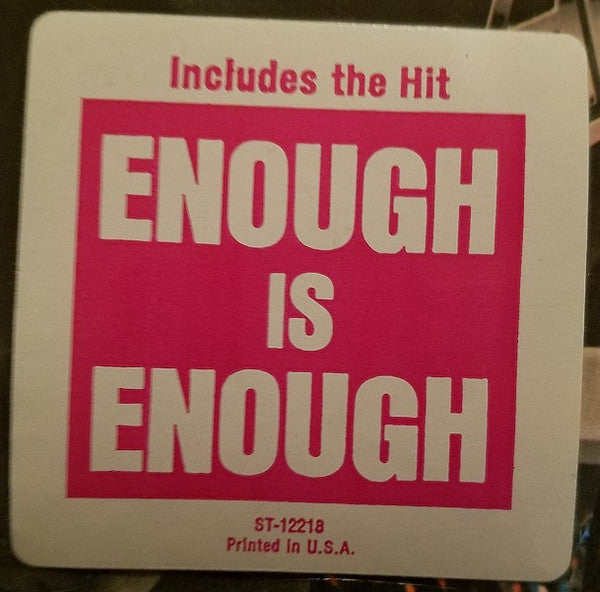 Includes the Hit
ENOUGH
IS
ENOUGH
ST-12218
Printed in U.S.A.